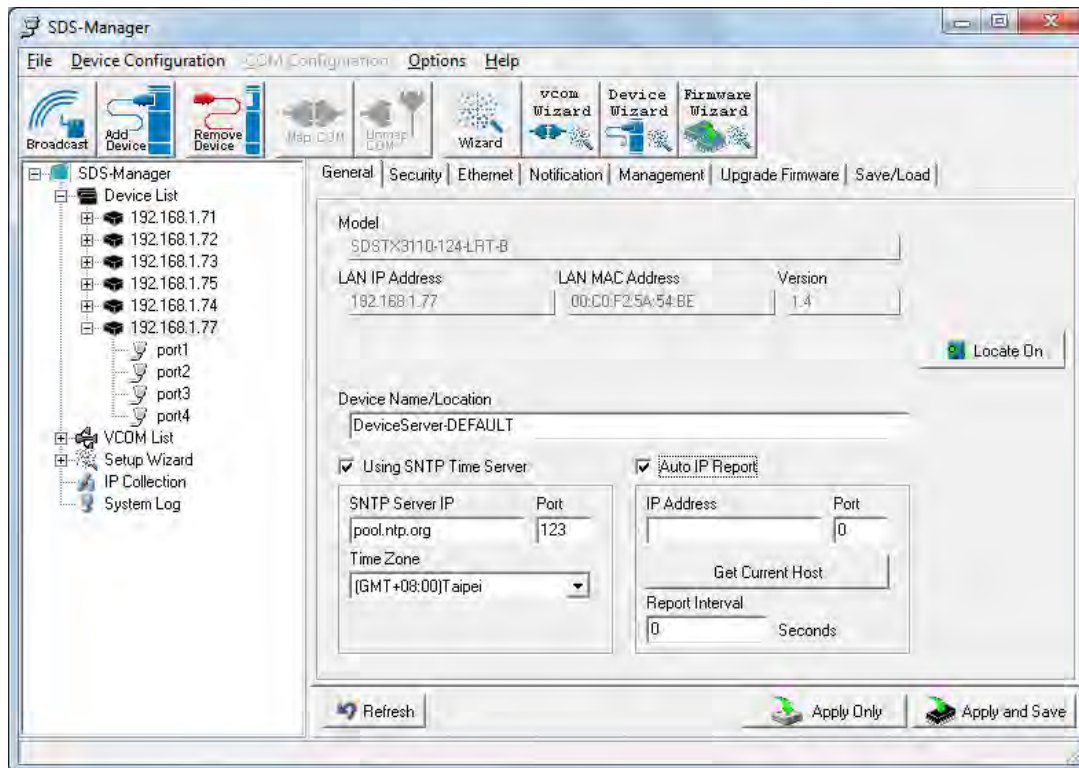 SDS-Manager
File Device Configuration COM Configuration Options Help
Broadcast
Add Device
Remove Device
Map COM
Unmap COM
Wizard
vcom Wizard
Device Wizard
Firmware Wizard
SDS-Manager
Device List
192.168.1.71
192.168.1.72
192.168.1.73
192.168.1.75
192.168.1.74
192.168.1.77
port1
port2
port3
port4
VCOM List
Setup Wizard
IP Collection
System Log
General Security Ethernet Notification Management Upgrade Firmware Save/Load
Model
SDSTX3110-124-LRT-B
LAN IP Address LAN MAC Address Version
192.168.1.77 00:C0:F2:5A:54:BE 1.4
Locate On
Device Name/Location
DeviceServer-DEFAULT
Using SNTP Time Server
SNTP Server IP Port
pool.ntp.org 123
Time Zone
(GMT+08:00)Taipei
Auto IP Report
IP Address Port
0
Get Current Host
Report Interval
0 Seconds
Refresh Apply Only Apply and Save